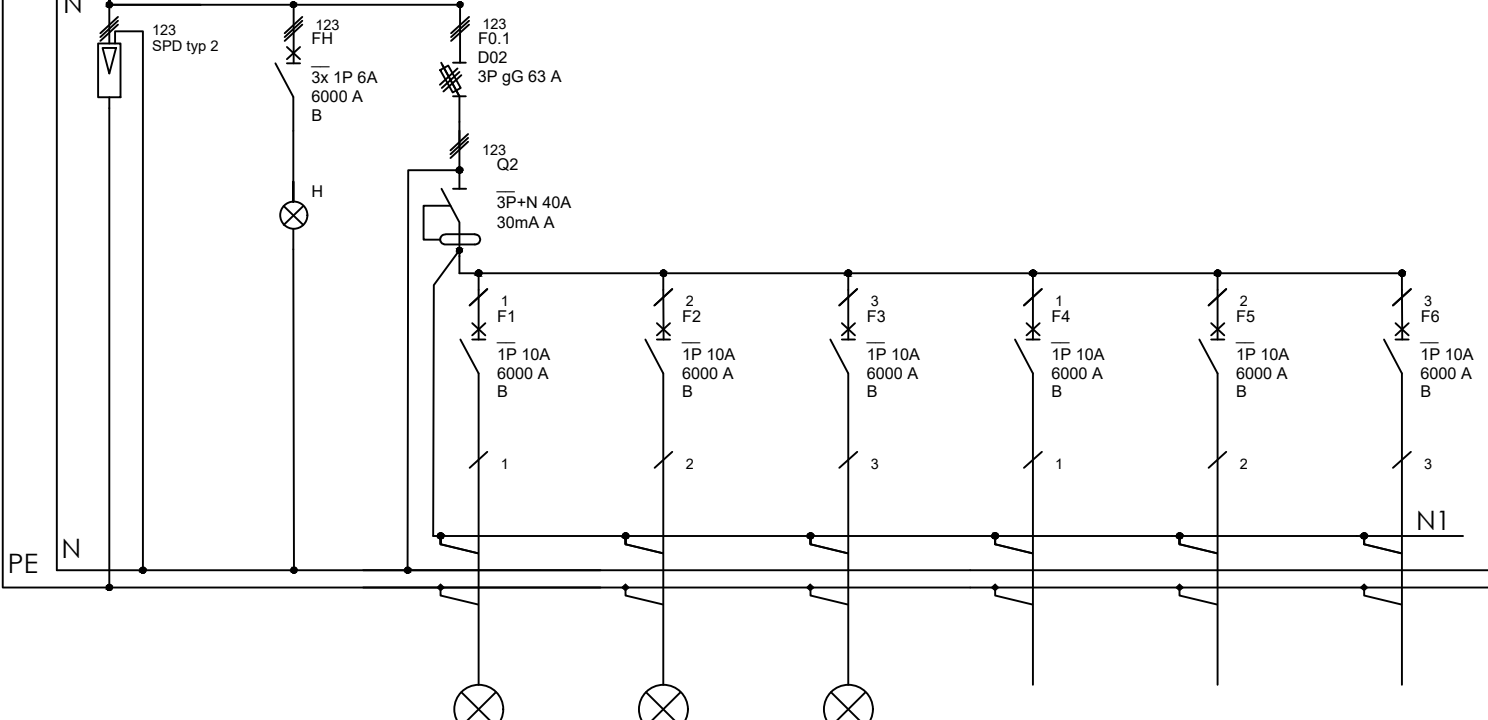 N
123
SPD typ 2
123
FH
3x 1P 6A
6000 A
B
H
123
F0.1
D02
3P gG 63 A
123
Q2
3P+N 40A
30mA A
1
F1
1P 10A
6000 A
B
1
2
F2
1P 10A
6000 A
B
2
3
F3
1P 10A
6000 A
B
3
1
F4
1P 10A
6000 A
B
1
2
F5
1P 10A
6000 A
B
2
3
F6
1P 10A
6000 A
B
3
N1
N
PE